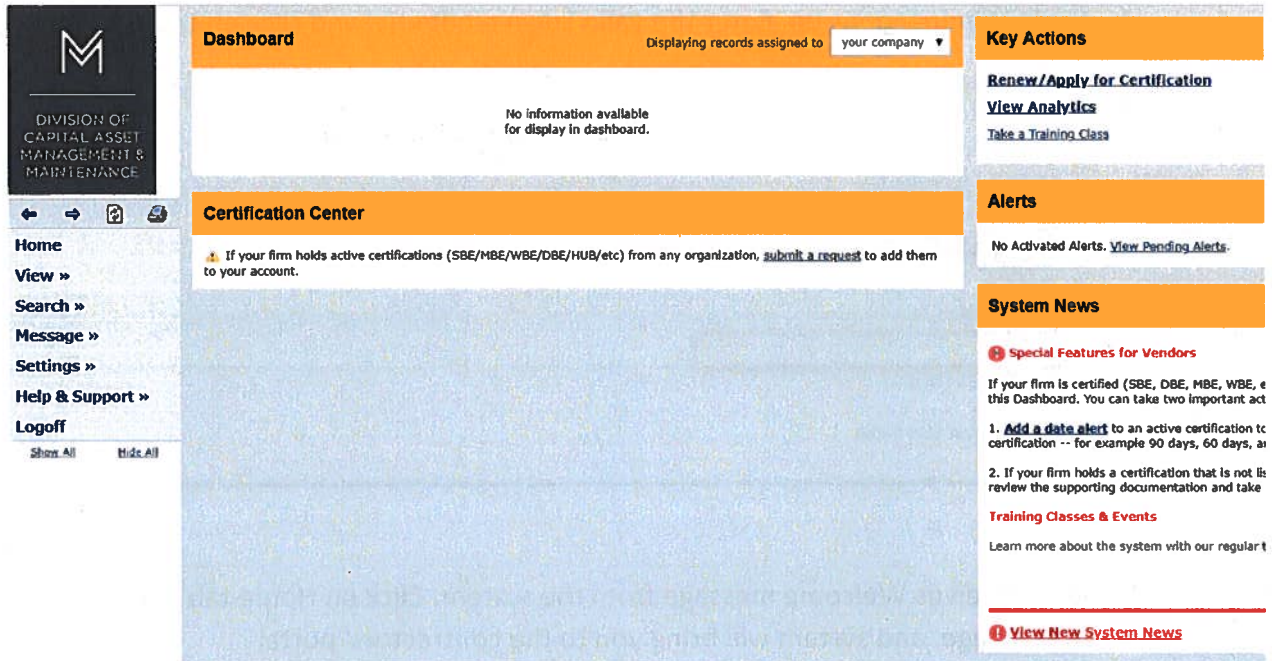 DIVISION OF
CAPITAL ASSET
MANAGEMENT &
MAINTENANCE
Home
View »
Search »
Message »
Settings »
Help & Support »
Logoff
Show All Hide All
Dashboard
Displaying records assigned to your company
No information available
for display in dashboard.
Certification Center
If your firm holds active certifications (SBE/MBE/WBE/DBE/HUB/etc) from any organization, submit a request to add them
to your account.
Key Actions
Renew/Apply for Certification
View Analytics
Take a Training Class
Alerts
No Activated Alerts. View Pending Alerts.
System News
Special Features for Vendors
If your firm is certified (SBE, DBE, MBE, WBE, e
this Dashboard. You can take two important act
1. Add a date alert to an active certification to
certification -- for example 90 days, 60 days, an
2. If your firm holds a certification that is not lis
review the supporting documentation and take
Training Classes & Events
Learn more about the system with our regular t
View New System News